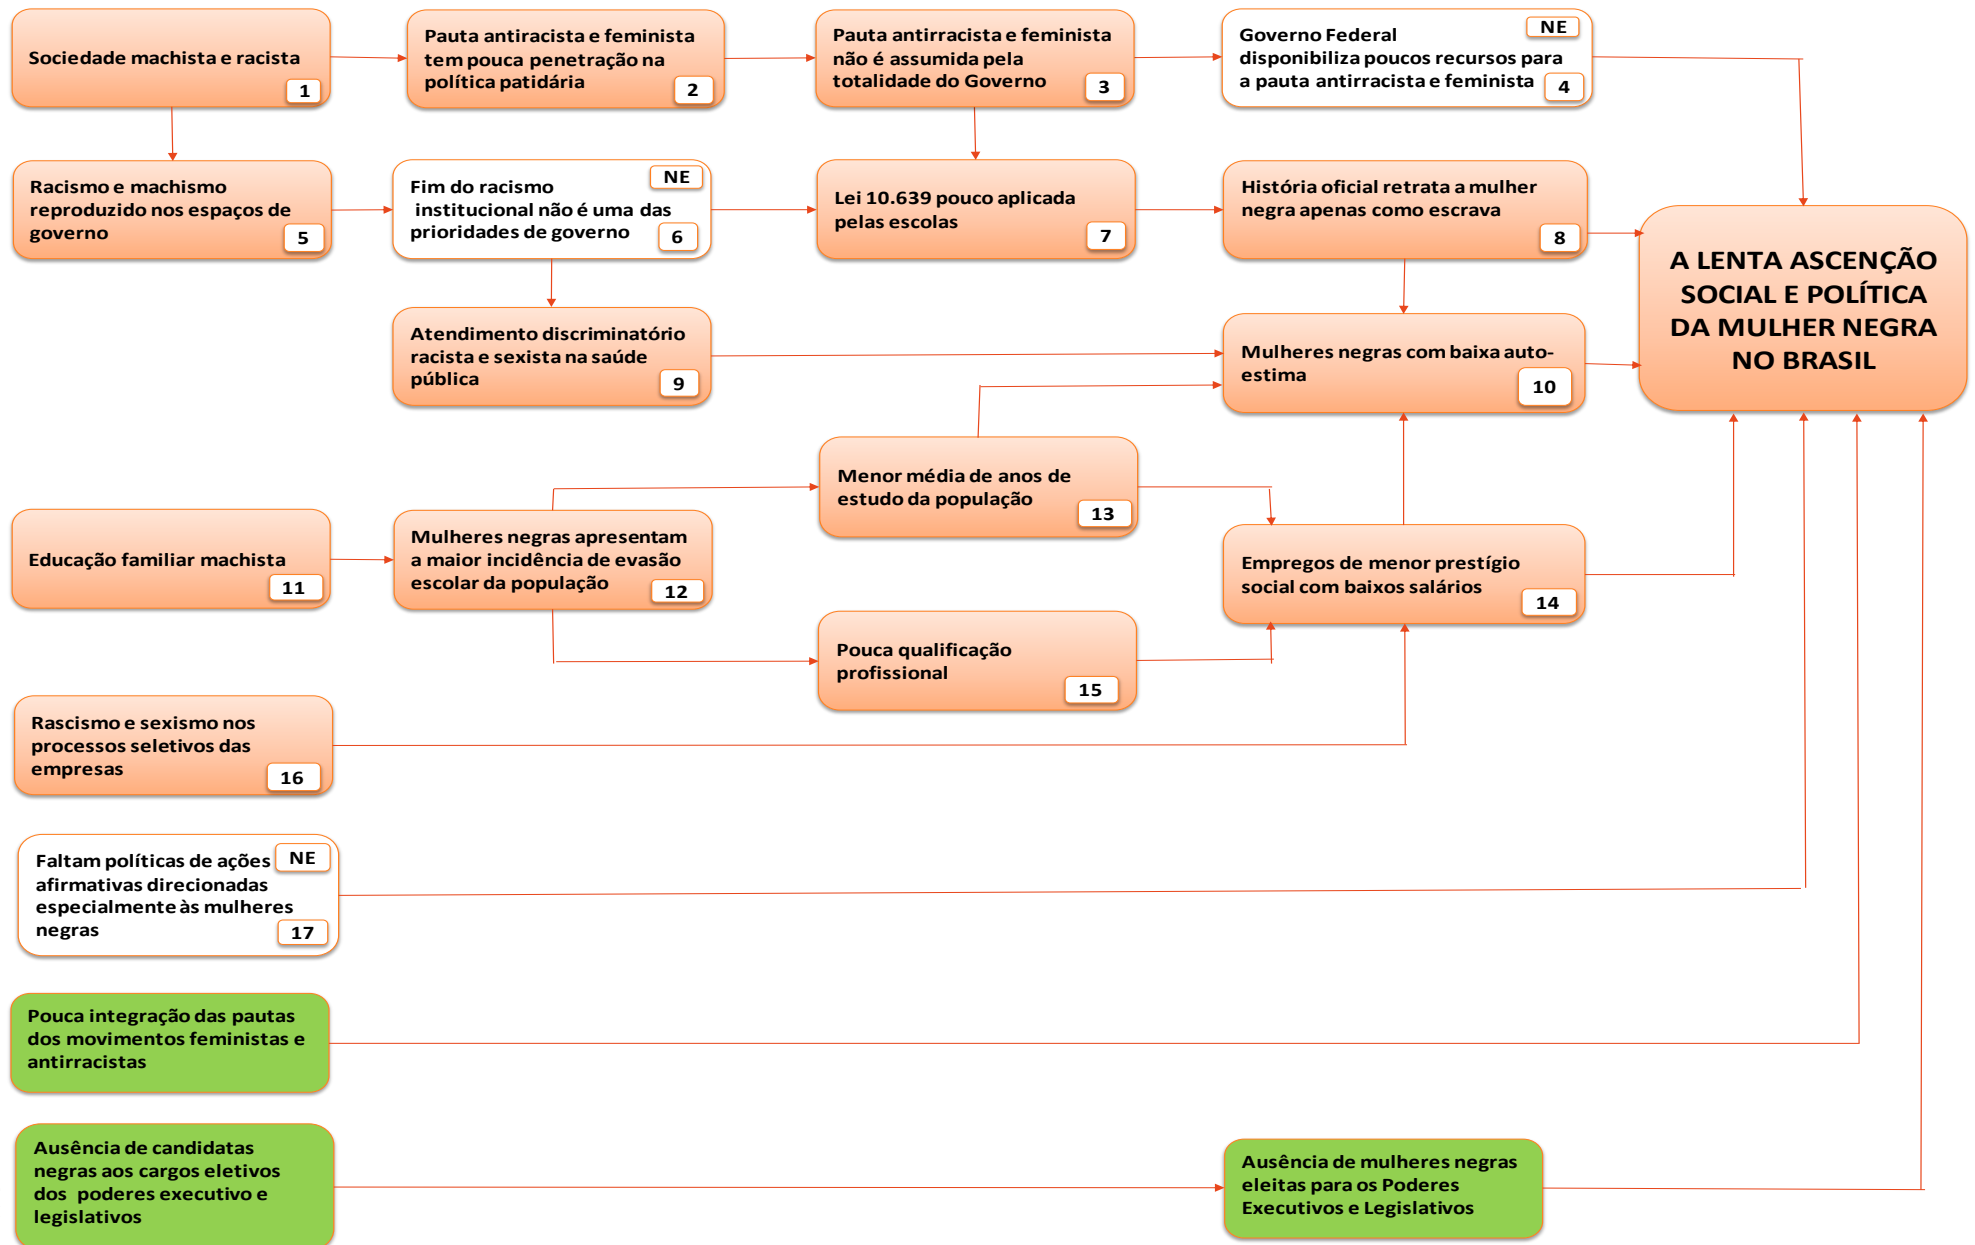 Sociedade machista e racista
1
Pauta antiracista e feminista
tem pouca penetração na
política patidária
2
Pauta antirracista e feminista
não é assumida pela
totalidade do Governo
3
NE
Governo Federal
disponibiliza poucos recursos para
a pauta antirracista e feminista
4
Racismo e machismo
reproduzido nos espaços de
governo
5
NE
Fim do racismo
institucional não é uma das
prioridades de governo
6
Lei 10.639 pouco aplicada
pelas escolas
7
História oficial retrata a mulher
negra apenas como escrava
8
A LENTA ASCENÇÃO
SOCIAL E POLÍTICA
DA MULHER NEGRA
NO BRASIL
Atendimento discriminatório
racista e sexista na saúde
pública
9
Mulheres negras com baixa auto-
estima
10
Educação familiar machista
11
Mulheres negras apresentam
a maior incidência de evasão
escolar da população
12
Menor média de anos de
estudo da população
13
Empregos de menor prestígio
social com baixos salários
14
Pouca qualificação
profissional
15
Rascismo e sexismo nos
processos seletivos das
empresas
16
Faltam políticas de ações
NE
afirmativas direcionadas
especialmente às mulheres
negras
17
Pouca integração das pautas
dos movimentos feministas e
antirracistas
Ausência de candidatas
negras aos cargos eletivos
dos poderes executivo e
legislativos
Ausência de mulheres negras
eleitas para os Poderes
Executivos e Legislativos